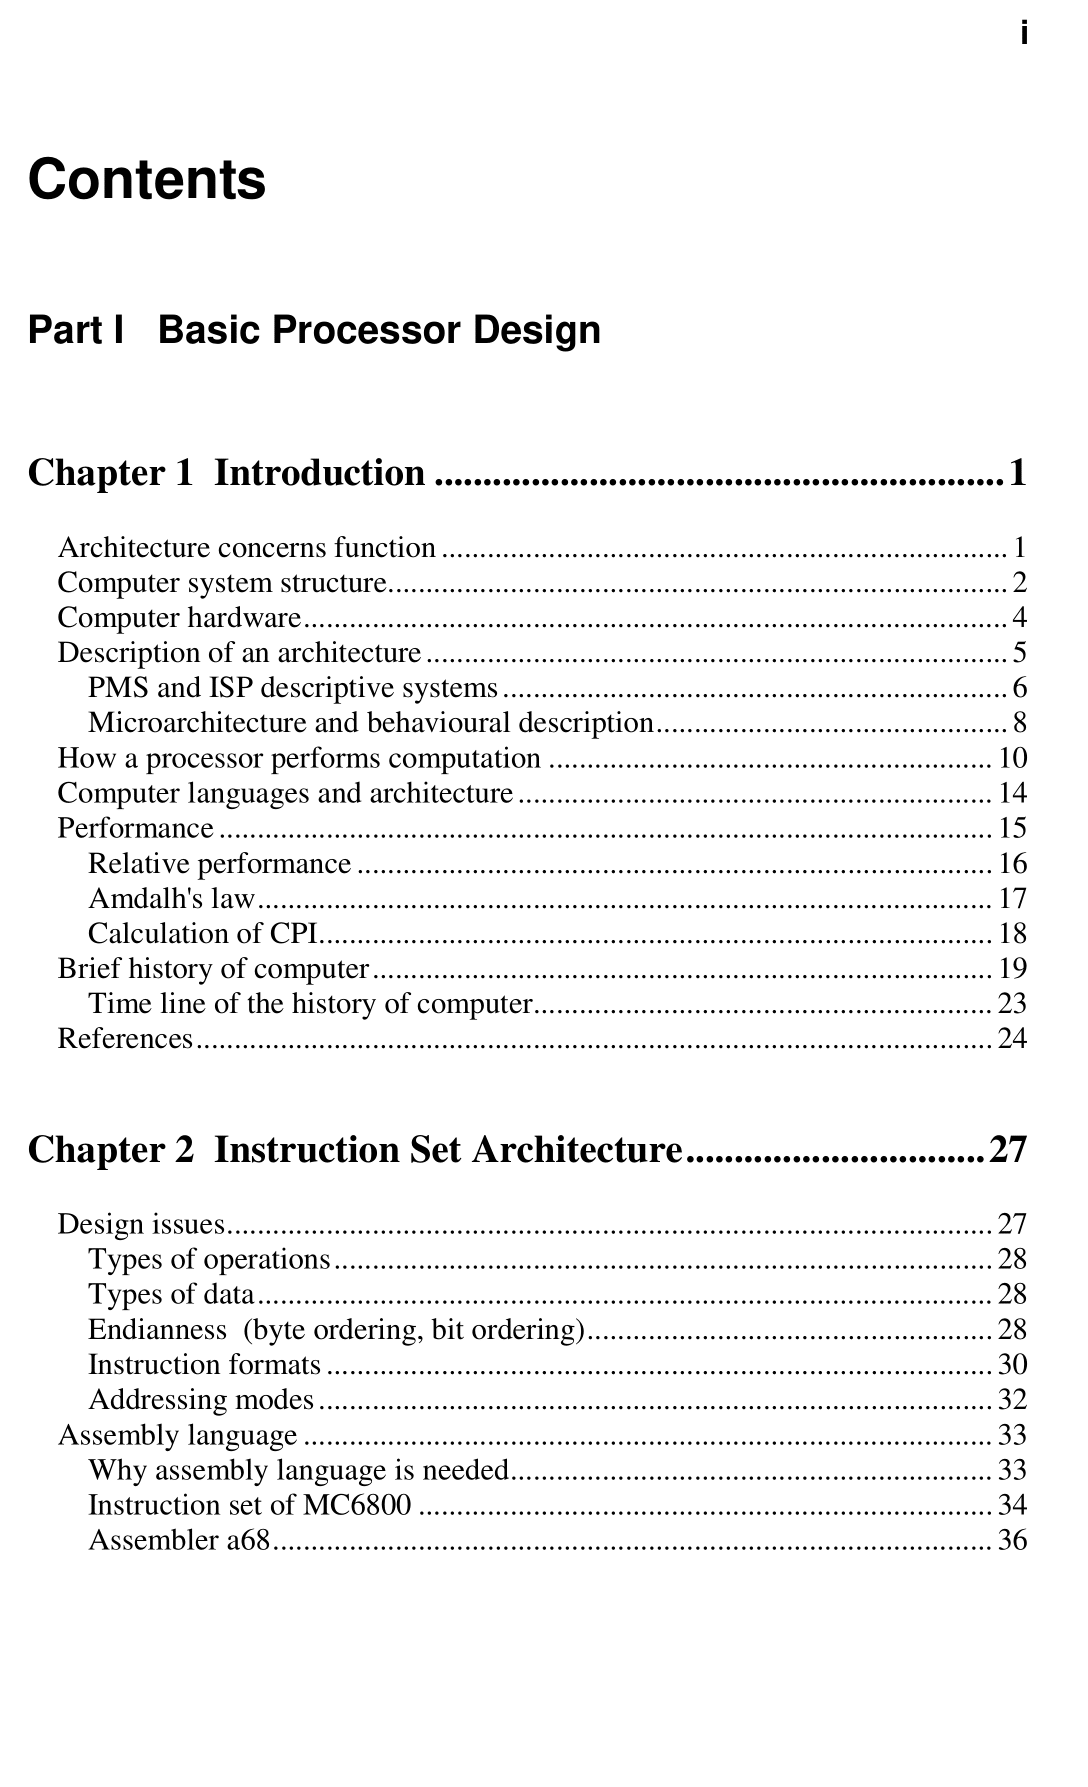 i
Contents
Part I   Basic Processor Design
Chapter 1  Introduction ........................................................... 1
Architecture concerns function .......................................................................... 1
Computer system structure................................................................................. 2
Computer hardware............................................................................................ 4
Description of an architecture ............................................................................ 5
PMS and ISP descriptive systems .................................................................. 6
Microarchitecture and behavioural description.............................................. 8
How a processor performs computation .......................................................... 10
Computer languages and architecture .............................................................. 14
Performance ..................................................................................................... 15
Relative performance ................................................................................... 16
Amdalh's law................................................................................................ 17
Calculation of CPI........................................................................................ 18
Brief history of computer................................................................................. 19
Time line of the history of computer............................................................ 23
References........................................................................................................ 24
Chapter 2  Instruction Set Architecture............................... 27
Design issues.................................................................................................... 27
Types of operations...................................................................................... 28
Types of data................................................................................................ 28
Endianness  (byte ordering, bit ordering)..................................................... 28
Instruction formats ....................................................................................... 30
Addressing modes ........................................................................................ 32
Assembly language .......................................................................................... 33
Why assembly language is needed............................................................... 33
Instruction set of MC6800 ........................................................................... 34
Assembler a68.............................................................................................. 36